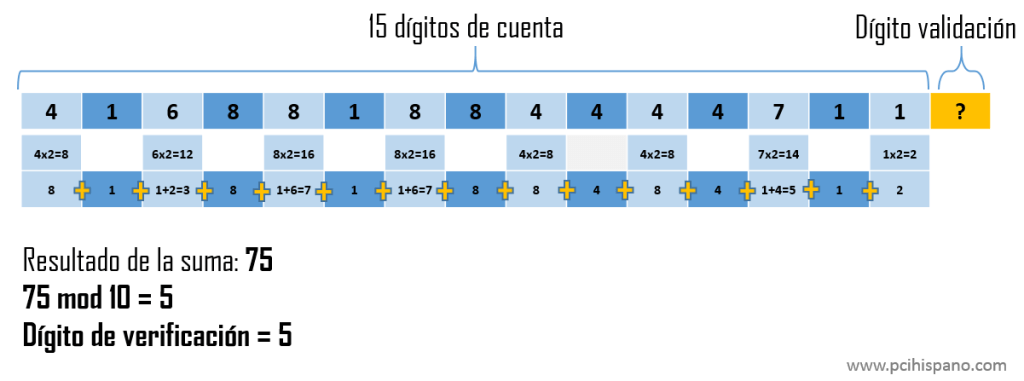 15 dígitos de cuenta Dígito validación
4 1 6 8 8 1 8 8 4 4 4 4 7 1 1 ?
4x2=8 6x2=12 8x2=16 8x2=16 4x2=8 4x2=8 7x2=14 1x2=2
8 + 1 + 1+2=3 + 8 + 1+6=7 + 1 + 1+6=7 + 8 + 8 + 4 + 8 + 4 + 1+4=5 + 1 + 2
Resultado de la suma: 75
75 mod 10 = 5
Dígito de verificación = 5
www.pcihispano.com